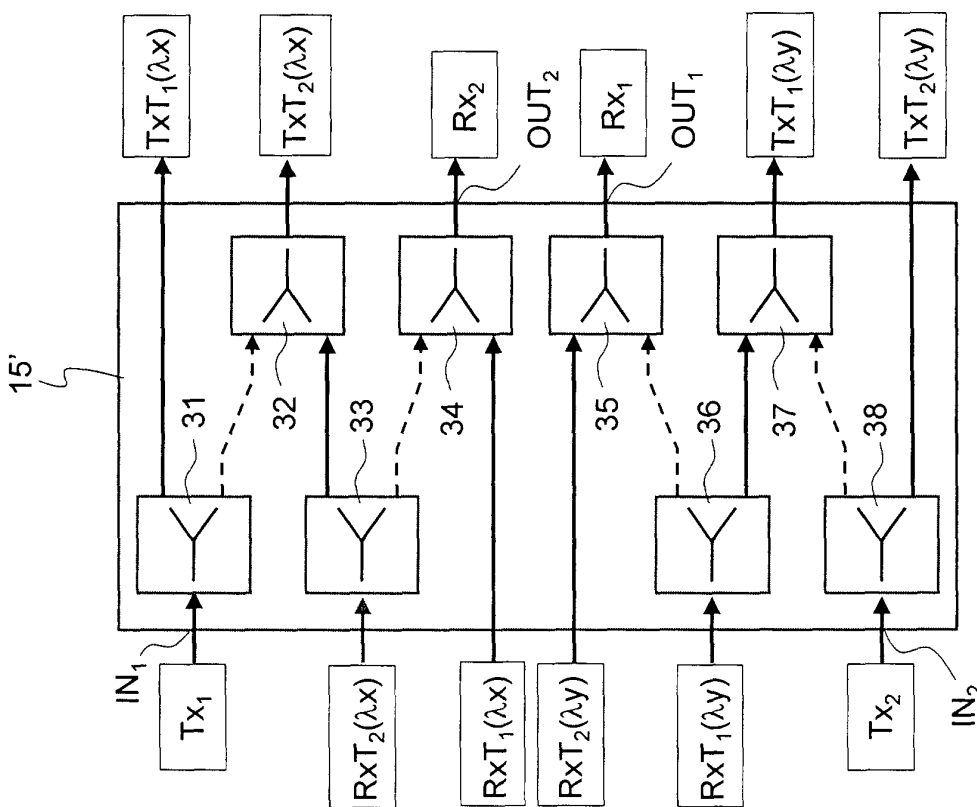 15'
TxT₁(λx)
TxT₂(λx)
Rx₂
OUT₂
Rx₁
OUT₁
TxT₁(λy)
TxT₂(λy)
31
32
33
34
35
36
37
38
IN₁
Tx₁
RxT₂(λx)
RxT₁(λx)
RxT₂(λy)
RxT₁(λy)
Tx₂
IN₂